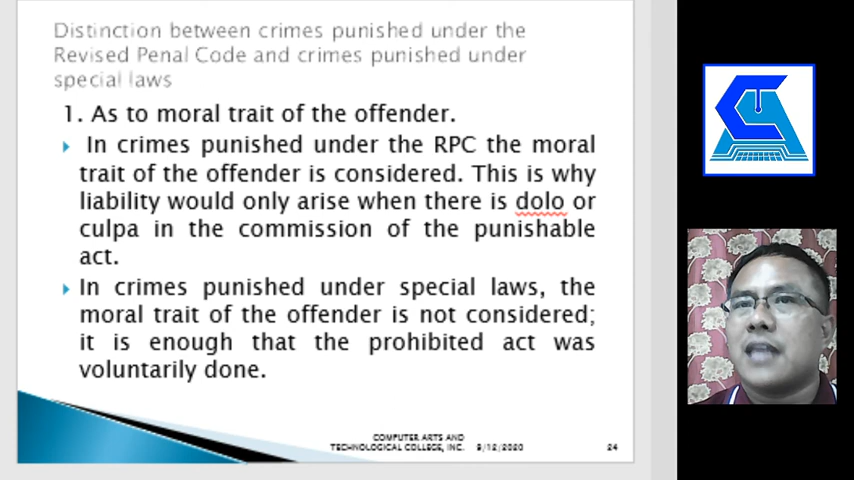 Distinction between crimes punished under the
Revised Penal Code and crimes punished under
special laws
1. As to moral trait of the offender.
In crimes punished under the RPC the moral
trait of the offender is considered. This is why
liability would only arise when there is dolo or
culpa in the commission of the punishable
act.
In crimes punished under special laws, the
moral trait of the offender is not considered;
it is enough that the prohibited act was
voluntarily done.
COMPUTER ARTS AND
TECHNOLOGICAL COLLEGE, INC. 9/12/2020 24